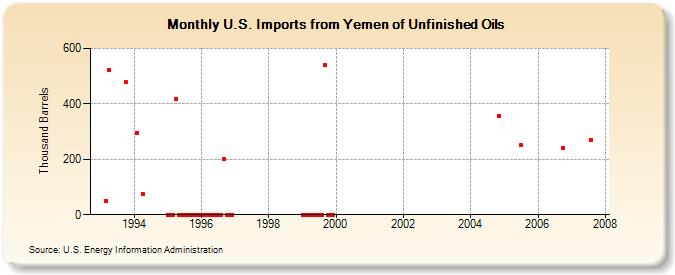 Monthly U.S. Imports from Yemen of Unfinished Oils
Thousand Barrels
600
400
200
0
1994 1996 1998 2000 2002 2004 2006 2008
Source: U.S. Energy Information Administration